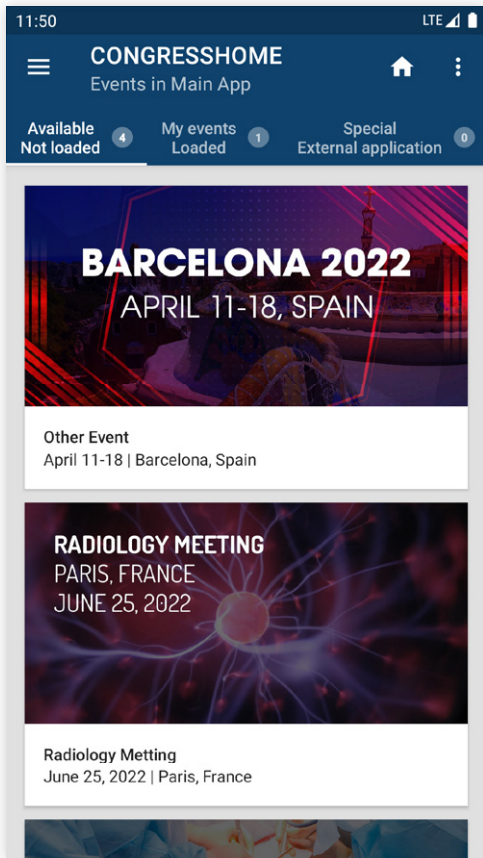 11:50
LTE
CONGRESSHOME
Events in Main App
Available
Not loaded
4
My events
Loaded
1
Special
External application
0
BARCELONA 2022
APRIL 11-18, SPAIN
Other Event
April 11-18 | Barcelona, Spain
RADIOLOGY MEETING
PARIS, FRANCE
JUNE 25, 2022
Radiology Metting
June 25, 2022 | Paris, France